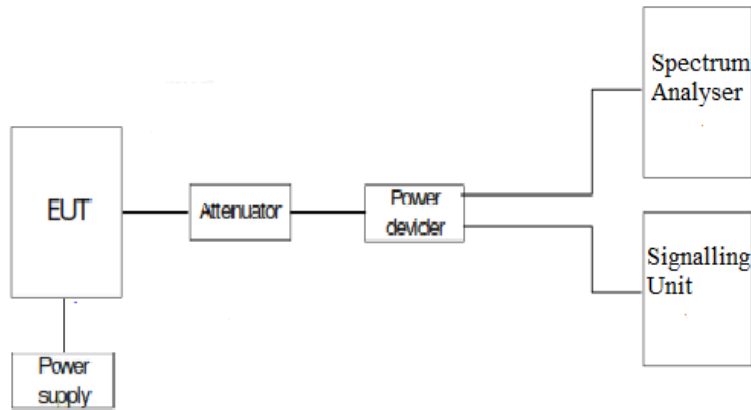 Spectrum
Analyser
EUT
Attenuator
Power
devider
Signalling
Unit
Power
supply